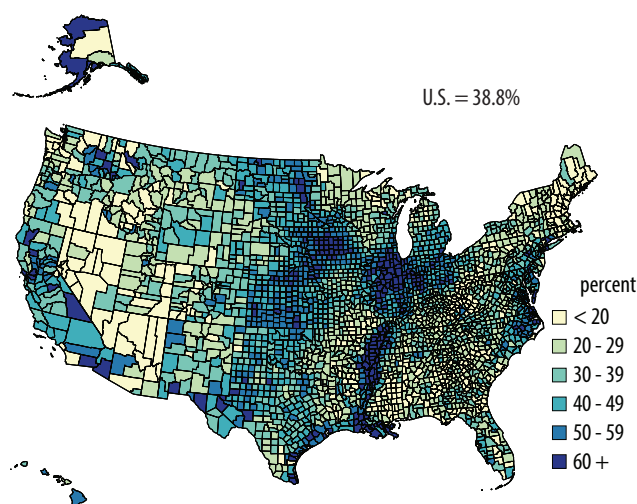 U.S. = 38.8%
percent
< 20
20 - 29
30 - 39
40 - 49
50 - 59
60 +